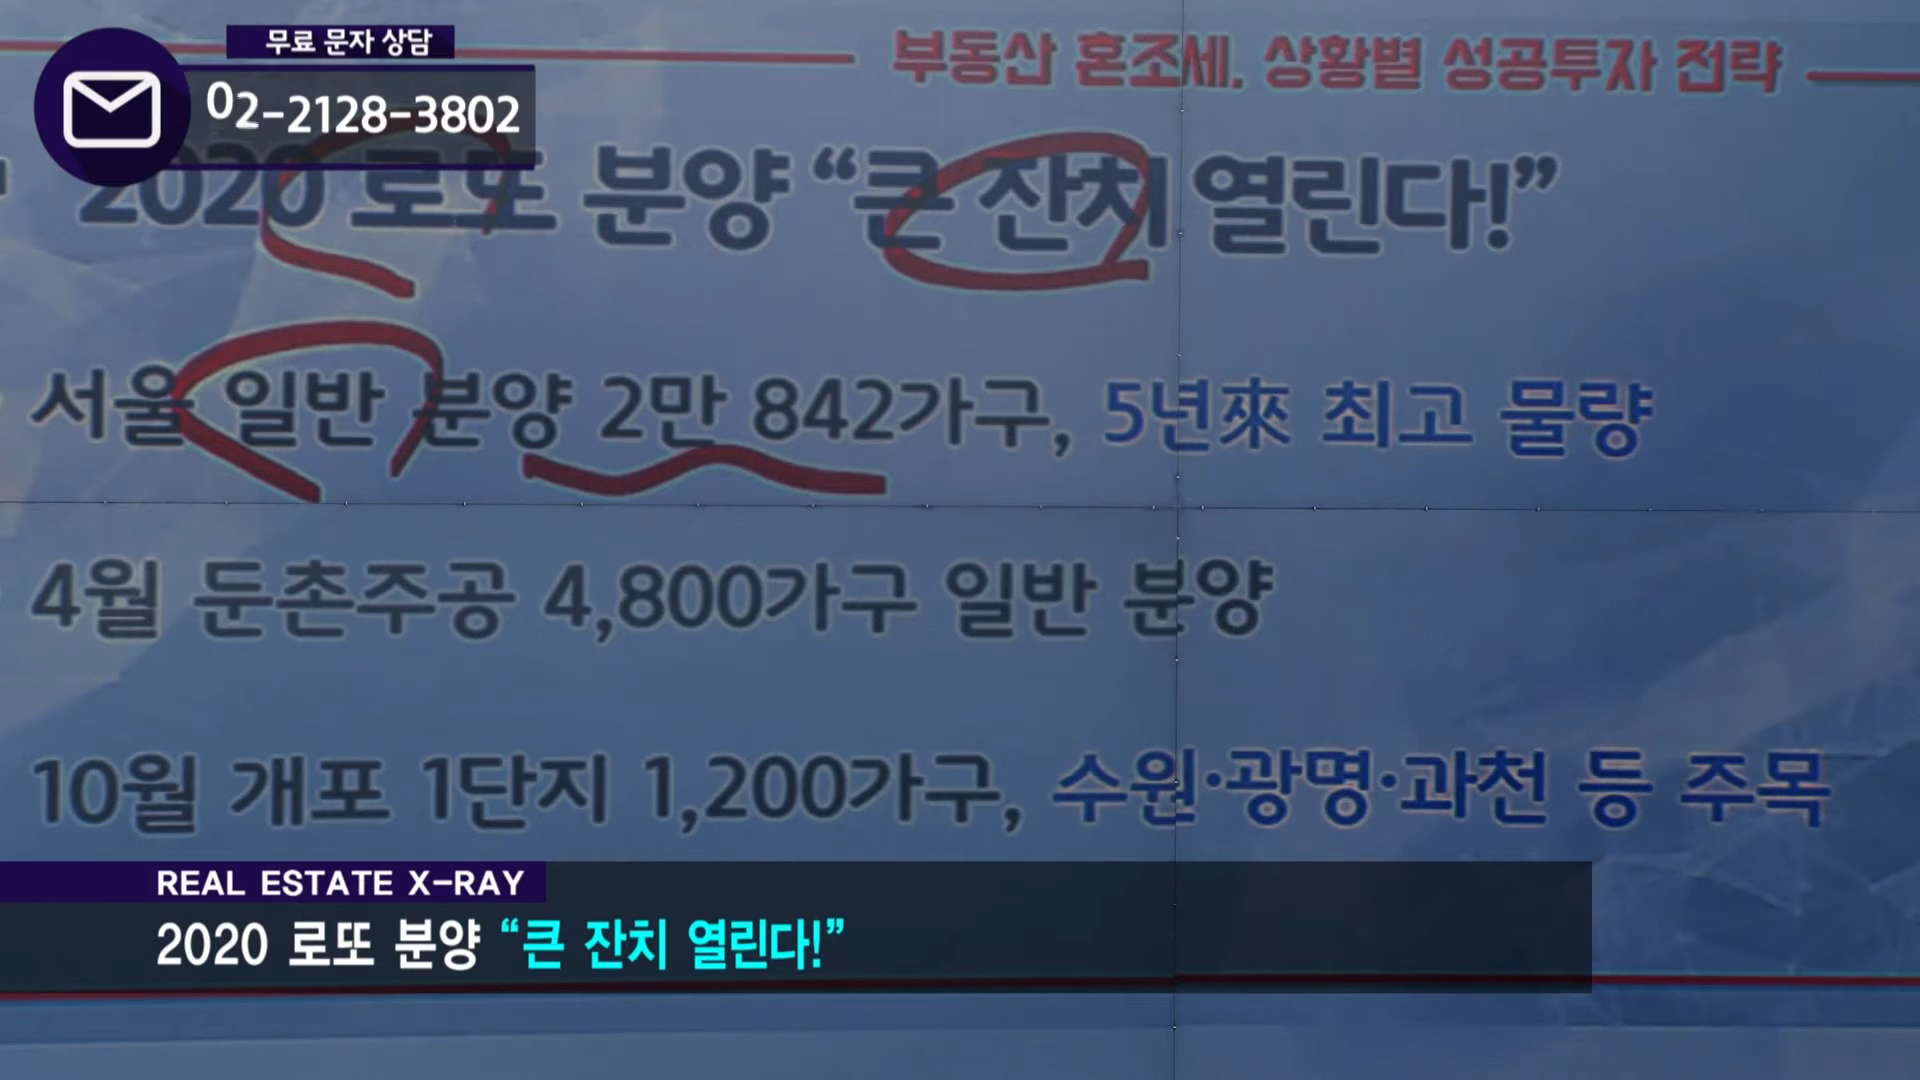 무료 문자 상담
02-2128-3802
부동산 혼조세, 상황별 성공투자 전략
2020 로또 분양 “큰 잔치 열린다!”
서울 일반 분양 2만 842가구, 5년來 최고 물량
4월 둔촌주공 4,800가구 일반 분양
10월 개포 1단지 1,200가구, 수원·광명·과천 등 주목
REAL ESTATE X-RAY
2020 로또 분양 “큰 잔치 열린다!”